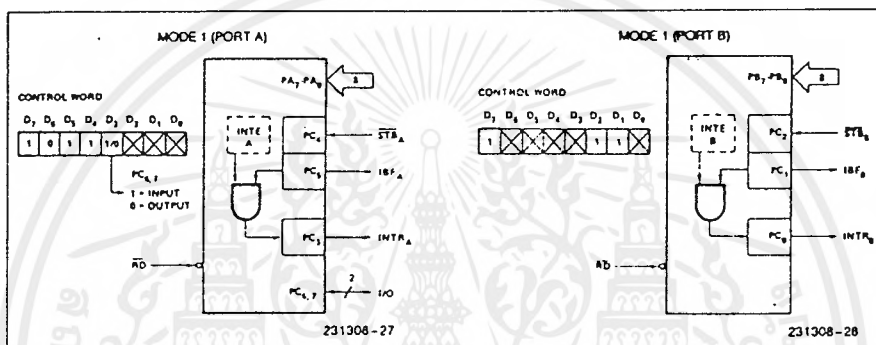 MODE 1 (PORT A)
PA7-PA0
8
CONTROL WORD
D7 D6 D5 D4 D3 D2 D1 D0
1 0 1 1 1/0
PC6, 7
1 = INPUT
0 = OUTPUT
INTE
A
PC4
STBA
PC5
IBFA
PC3
INTRA
RD
PC6, 7
2
I/O
231308-27
MODE 1 (PORT B)
PB7-PB0
8
CONTROL WORD
D7 D6 D5 D4 D3 D2 D1 D0
1 1 1
INTE
B
PC2
STBB
PC1
IBFB
PC0
INTRB
RD
231308-28